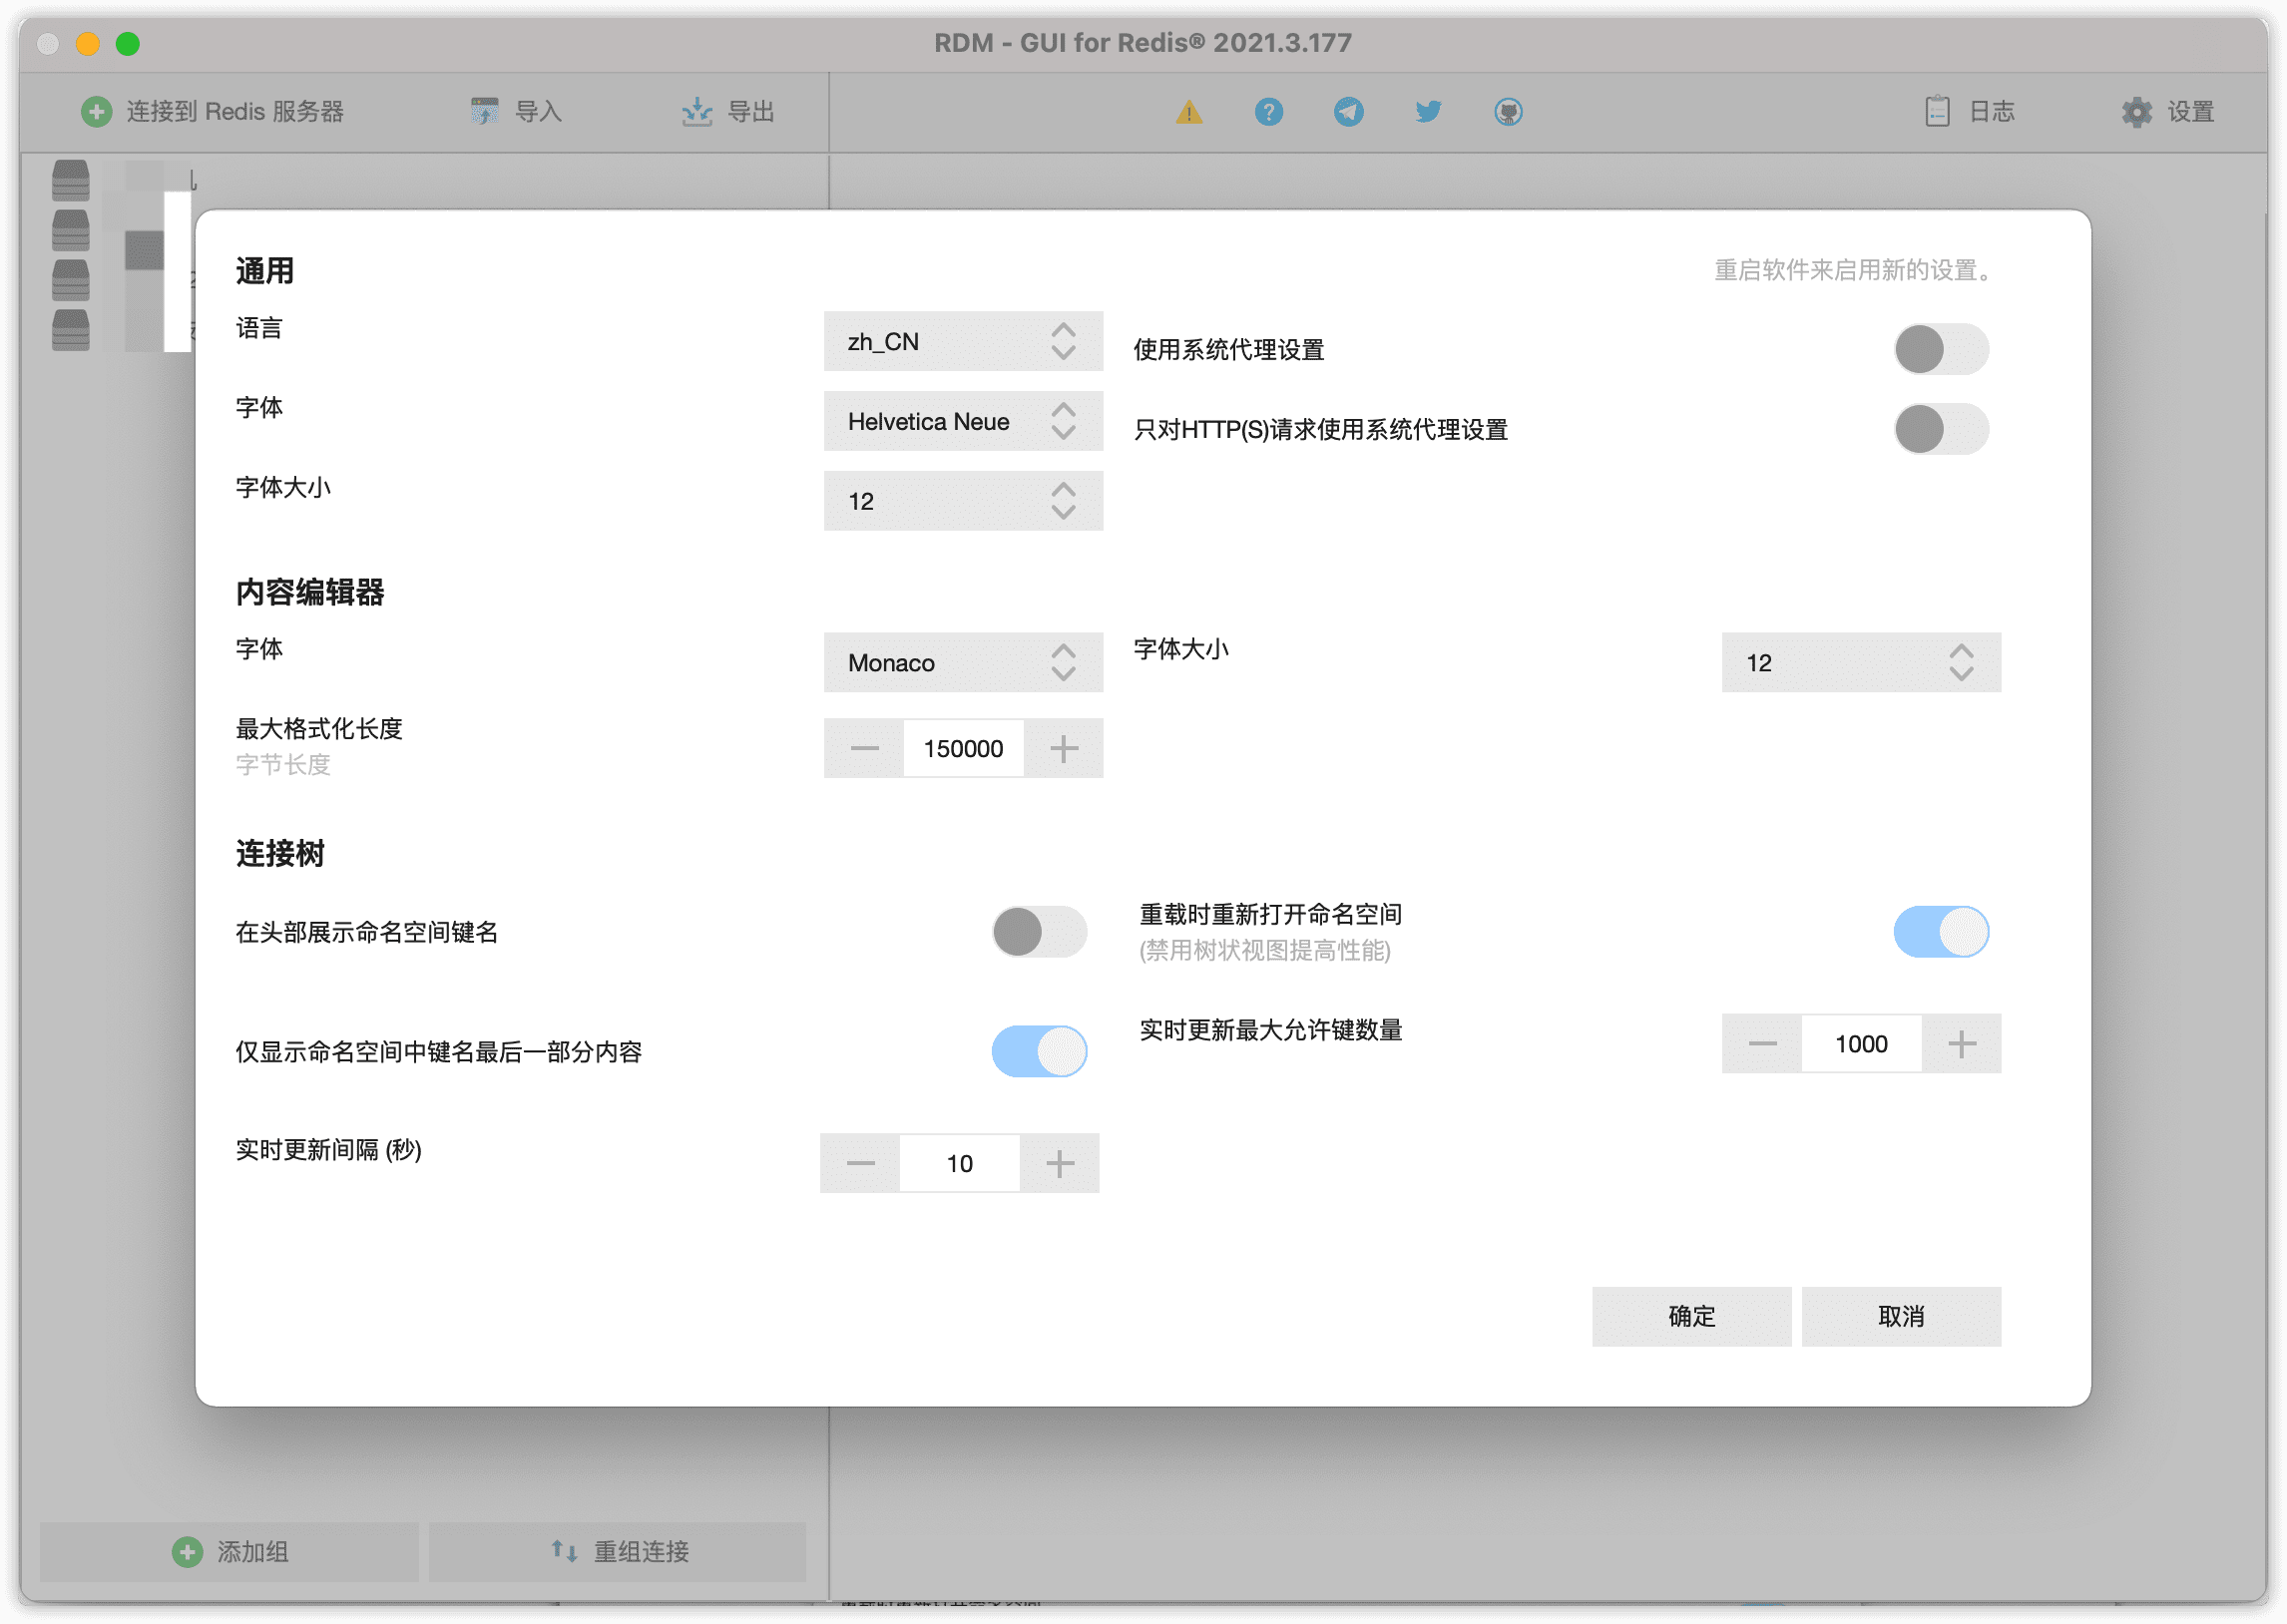 RDM - GUI for Redis® 2021.3.177
连接到 Redis 服务器 导入 导出 日志 设置
通用 重启软件来启用新的设置。
语言 zh_CN 使用系统代理设置
字体 Helvetica Neue 只对HTTP(S)请求使用系统代理设置
字体大小 12
内容编辑器
字体 Monaco 字体大小 12
最大格式化长度 150000
字节长度
连接树
在头部展示命名空间键名 重载时重新打开命名空间
(禁用树状视图提高性能)
仅显示命名空间中键名最后一部分内容 实时更新最大允许键数量 1000
实时更新间隔 (秒) 10
确定 取消
添加组 重组连接